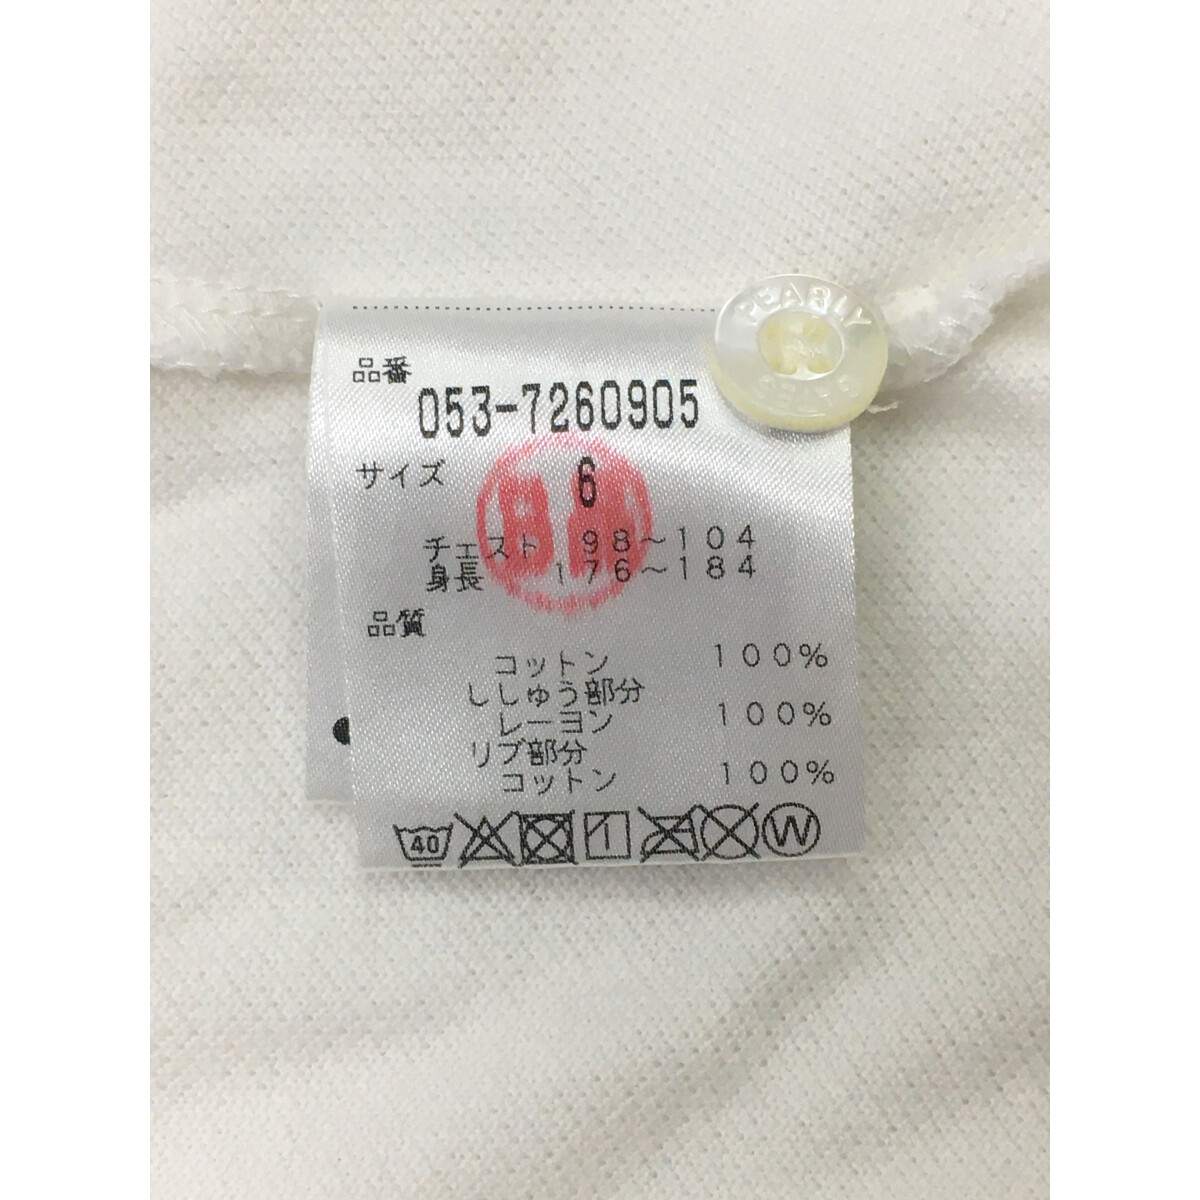 PEARLY
GATES
品番
053-7260905
サイズ 6
チェスト 98～104
身長 176～184
品質
コットン 100%
ししゅう部分
レーヨン 100%
リブ部分
コットン 100%
40
1
W